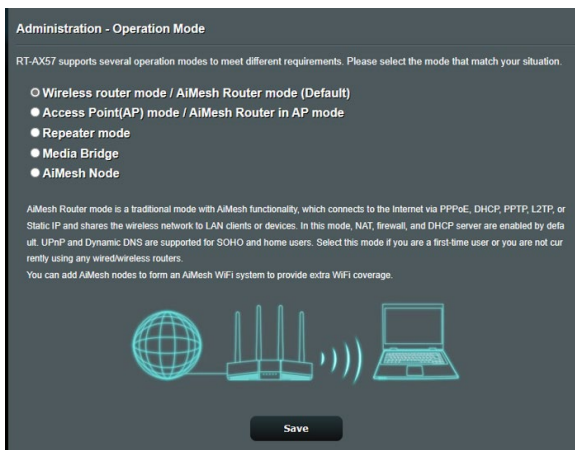 Administration - Operation Mode
RT-AX57 supports several operation modes to meet different requirements. Please select the mode that match your situation.
Wireless router mode / AiMesh Router mode (Default)
Access Point(AP) mode / AiMesh Router in AP mode
Repeater mode
Media Bridge
AiMesh Node
AiMesh Router mode is a traditional mode with AiMesh functionality, which connects to the Internet via PPPoE, DHCP, PPTP, L2TP, or
Static IP and shares the wireless network to LAN clients or devices. In this mode, NAT, firewall, and DHCP server are enabled by defa
ult. UPnP and Dynamic DNS are supported for SOHO and home users. Select this mode if you are a first-time user or you are not cur
rently using any wired/wireless routers.
You can add AiMesh nodes to form an AiMesh WiFi system to provide extra WiFi coverage.
Save